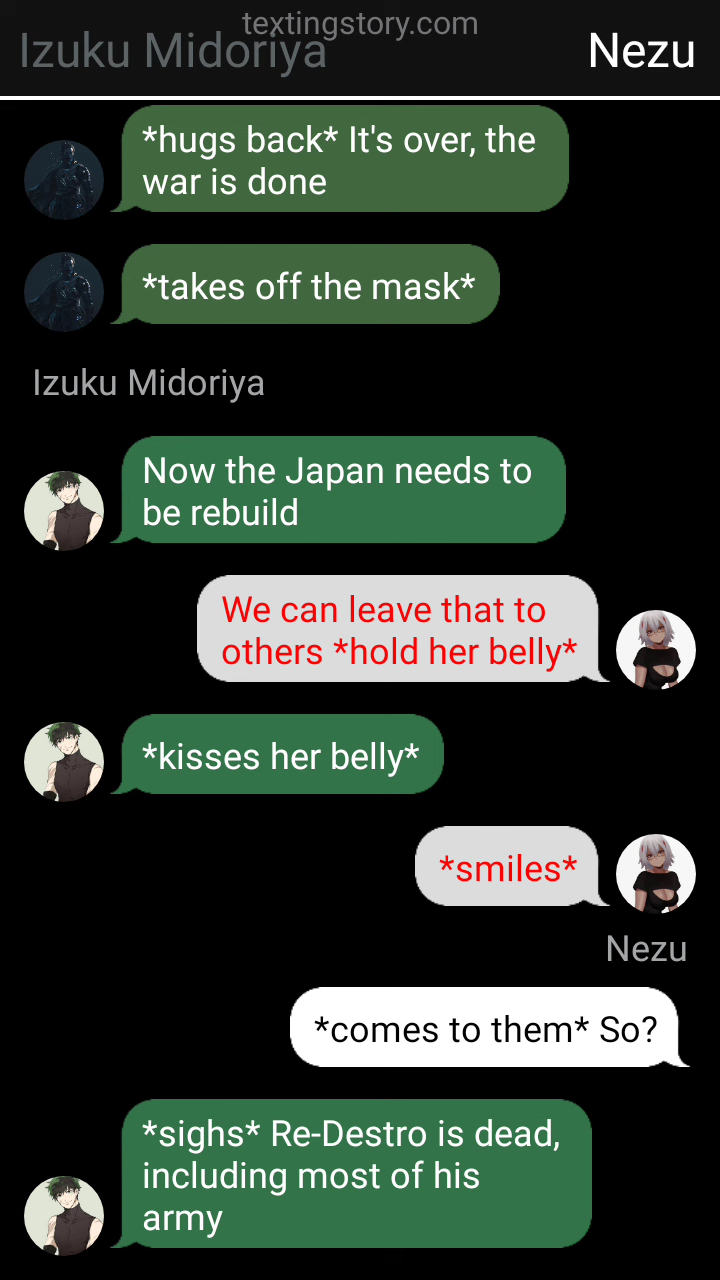 textingstory.com
Izuku Midoriya
Nezu
*hugs back* It's over, the
war is done
*takes off the mask*
Izuku Midoriya
Now the Japan needs to
be rebuild
We can leave that to
others *hold her belly*
*kisses her belly*
*smiles*
Nezu
*comes to them* So?
*sighs* Re-Destro is dead,
including most of his
army